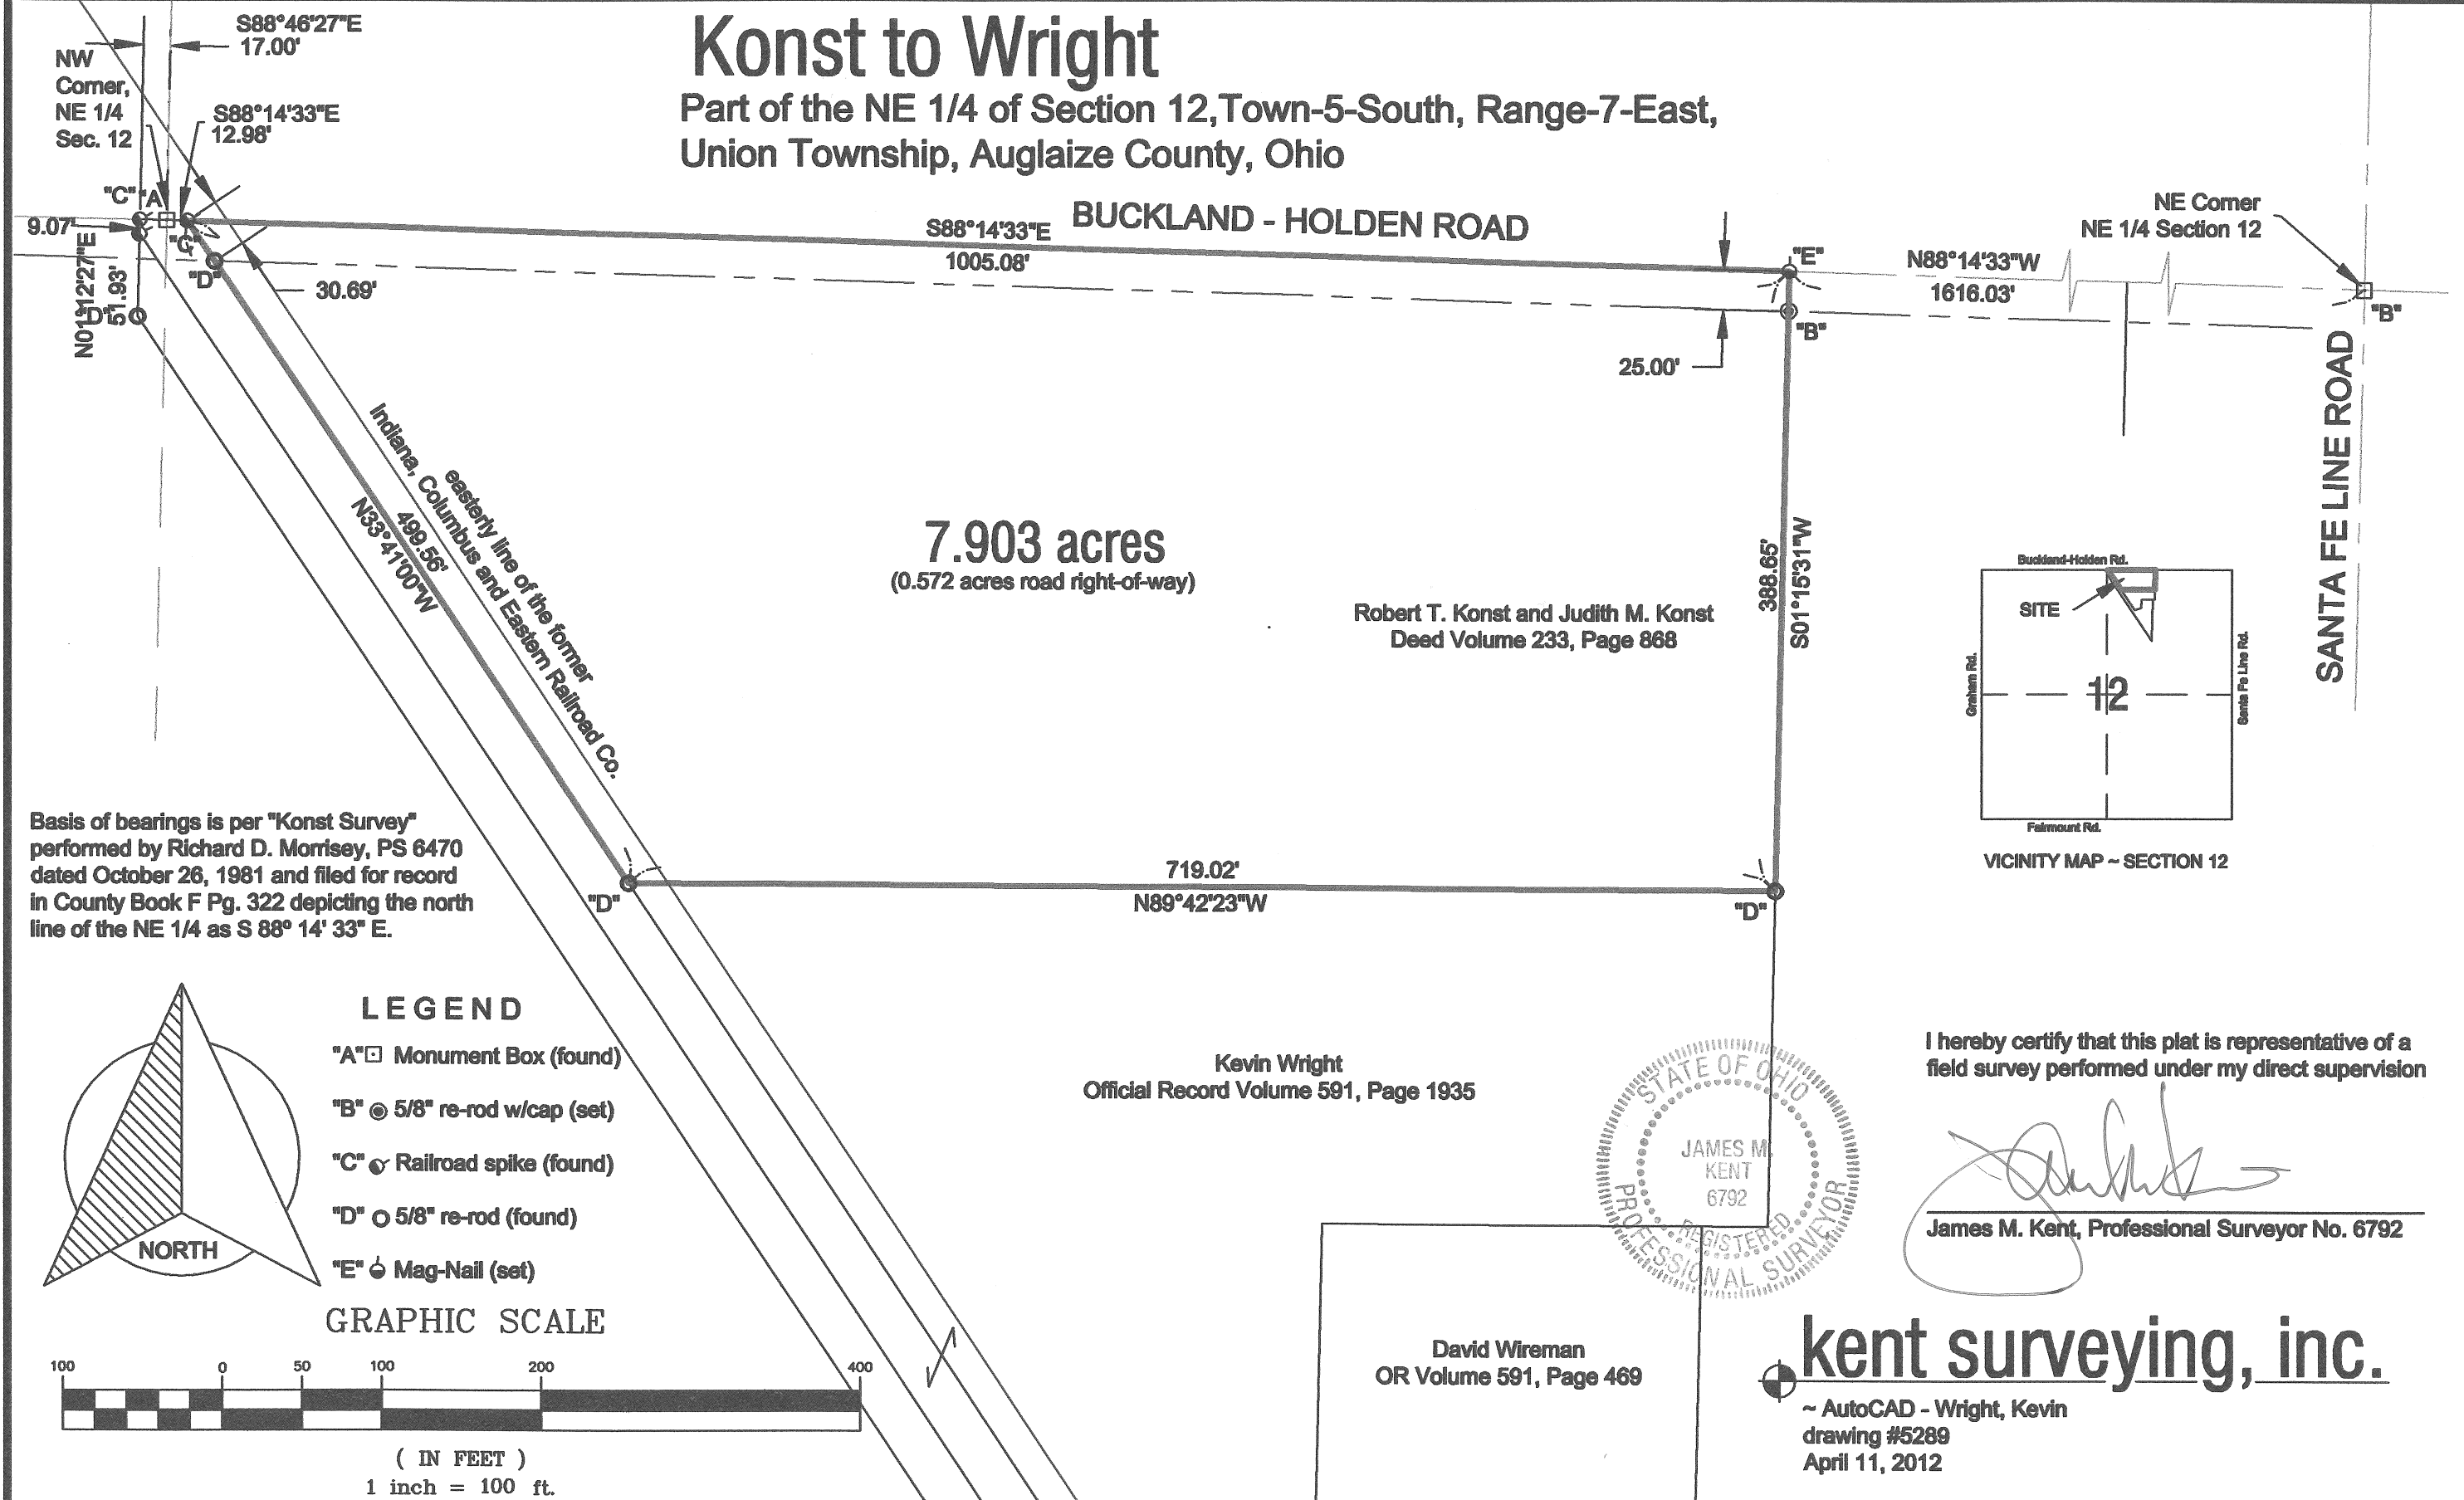 Konst to Wright
Part of the NE 1/4 of Section 12,Town-5-South, Range-7-East,
Union Township, Auglaize County, Ohio
S88°46'27"E
17.00'
NW
Corner,
NE 1/4
Sec. 12
S88°14'33"E
12.98'
"C"
"A
9.07'
"C"
"D"
N01°12'27"E
51.93'
"D"
30.69'
S88°14'33"E
1005.08'
BUCKLAND - HOLDEN ROAD
"E"
"B"
25.00'
N88°14'33"W
1616.03'
NE Corner
NE 1/4 Section 12
"B"
SANTA FE LINE ROAD
easterly line of the former
Indiana, Columbus and Eastern Railroad Co.
499.56'
N33°41'00"W
7.903 acres
(0.572 acres road right-of-way)
Robert T. Konst and Judith M. Konst
Deed Volume 233, Page 868
388.65'
S01°15'31"W
Buckland-Holden Rd.
SITE
Graham Rd.
12
Santa Fe Line Rd.
Fairmount Rd.
VICINITY MAP ~ SECTION 12
719.02'
N89°42'23"W
"D"
"D"
Basis of bearings is per "Konst Survey"
performed by Richard D. Morrisey, PS 6470
dated October 26, 1981 and filed for record
in County Book F Pg. 322 depicting the north
line of the NE 1/4 as S 88º 14' 33" E.
NORTH
LEGEND
"A" Monument Box (found)
"B" 5/8" re-rod w/cap (set)
"C" Railroad spike (found)
"D" 5/8" re-rod (found)
"E" Mag-Nail (set)
GRAPHIC SCALE
100 0 50 100 200 400
( IN FEET )
1 inch = 100 ft.
Kevin Wright
Official Record Volume 591, Page 1935
David Wireman
OR Volume 591, Page 469
STATE OF OHIO
JAMES M.
KENT
6792
REGISTERED
PROFESSIONAL SURVEYOR
I hereby certify that this plat is representative of a
field survey performed under my direct supervision
James M. Kent, Professional Surveyor No. 6792
kent surveying, inc.
~ AutoCAD - Wright, Kevin
drawing #5289
April 11, 2012